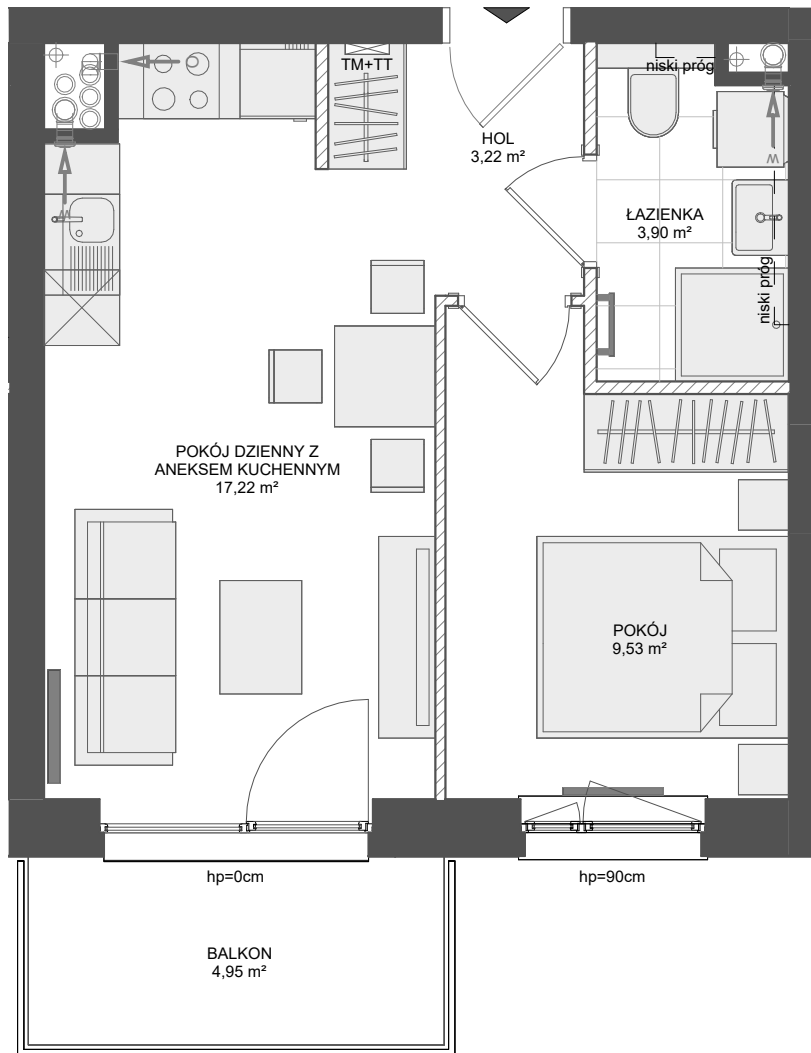 TM+TT
niski próg
HOL
3,22 m²
ŁAZIENKA
3,90 m²
niski próg
POKÓJ DZIENNY Z
ANEKSEM KUCHENNYM
17,22 m²
POKÓJ
9,53 m²
hp=0cm
hp=90cm
BALKON
4,95 m²
W
W